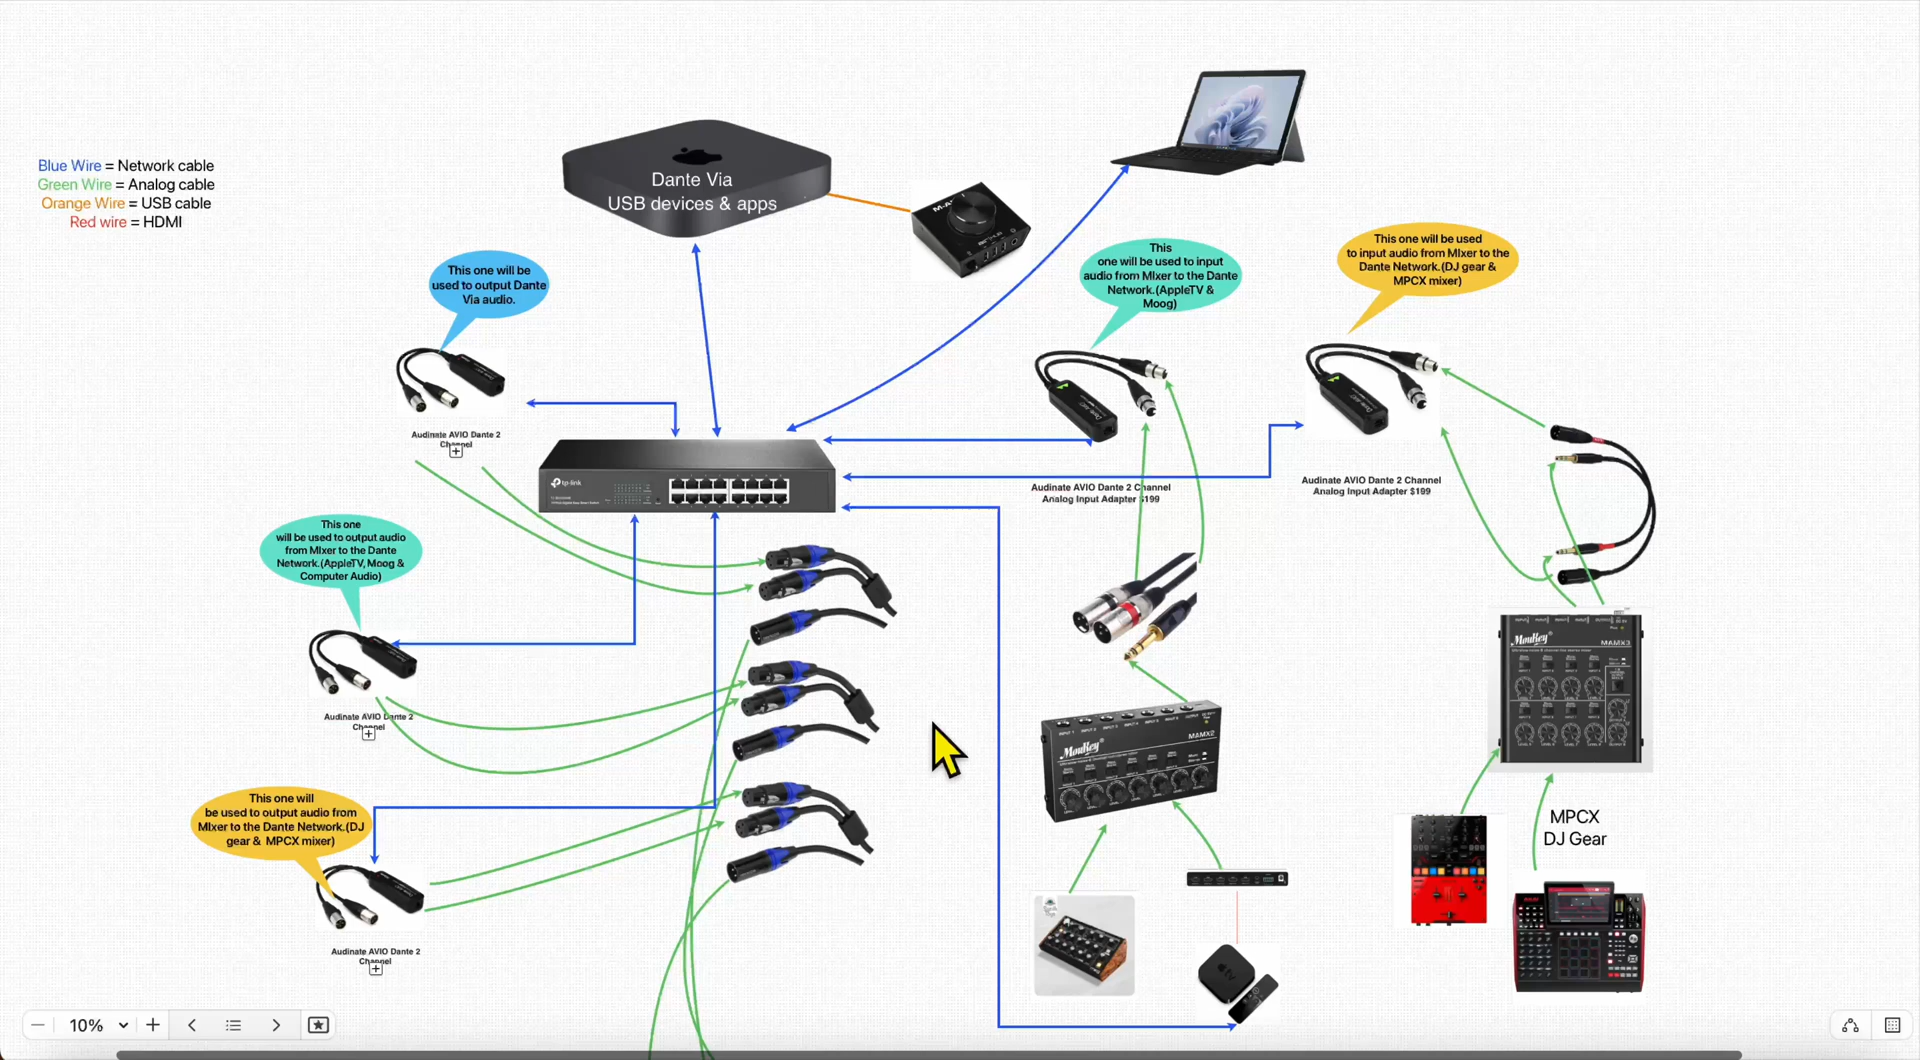 Blue Wire = Network cable
Green Wire = Analog cable
Orange Wire = USB cable
Red wire = HDMI
Dante Via
USB devices & apps
This one will be
used to output Dante
Via audio.
This
one will be used to input
audio from MIxer to the Dante
Network.(AppleTV &
Moog)
This one will be used
to input audio from MIxer to the
Dante Network.(DJ gear &
MPCX mixer)
Audinate AVIO Dante 2
Channel
tp-link
Audinate AVIO Dante 2 Channel
Analog Input Adapter $199
Audinate AVIO Dante 2 Channel
Analog Input Adapter $199
This one
will be used to output audio
from MIxer to the Dante
Network.(AppleTV, Moog &
Computer Audio)
Audinate AVIO Dante 2
Channel
MouKey
MAMX3
MouKey
MAMX2
This one will
be used to output audio from
MIxer to the Dante Network.(DJ
gear & MPCX mixer)
Audinate AVIO Dante 2
Channel
MPCX
DJ Gear
tv
10%